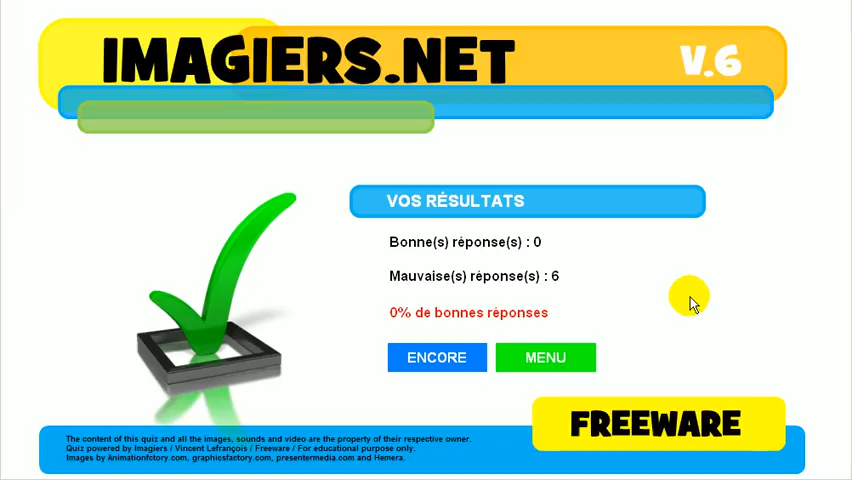 IMAGIERS.NET
V.6
VOS RÉSULTATS
Bonne(s) réponse(s) : 0
Mauvaise(s) réponse(s) : 6
0% de bonnes réponses
ENCORE
MENU
FREEWARE
The content of this quiz and all the images, sounds and video are the property of their respective owner.
Quiz powered by Imagiers / Vincent Lefrançois / Freeware / For educational purpose only.
Images by Animationfctory.com, graphicsfactory.com, presentermedia.com and Hemera.